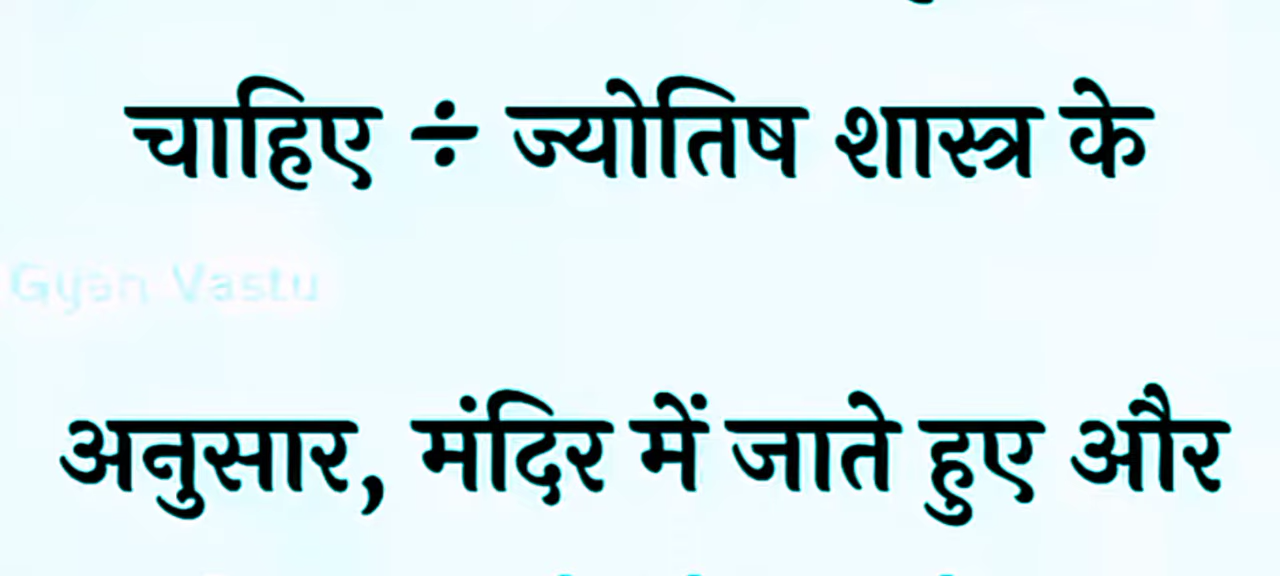 चाहिए ÷ ज्योतिष शास्त्र के
Gyan Vastu
अनुसार, मंदिर में जाते हुए और